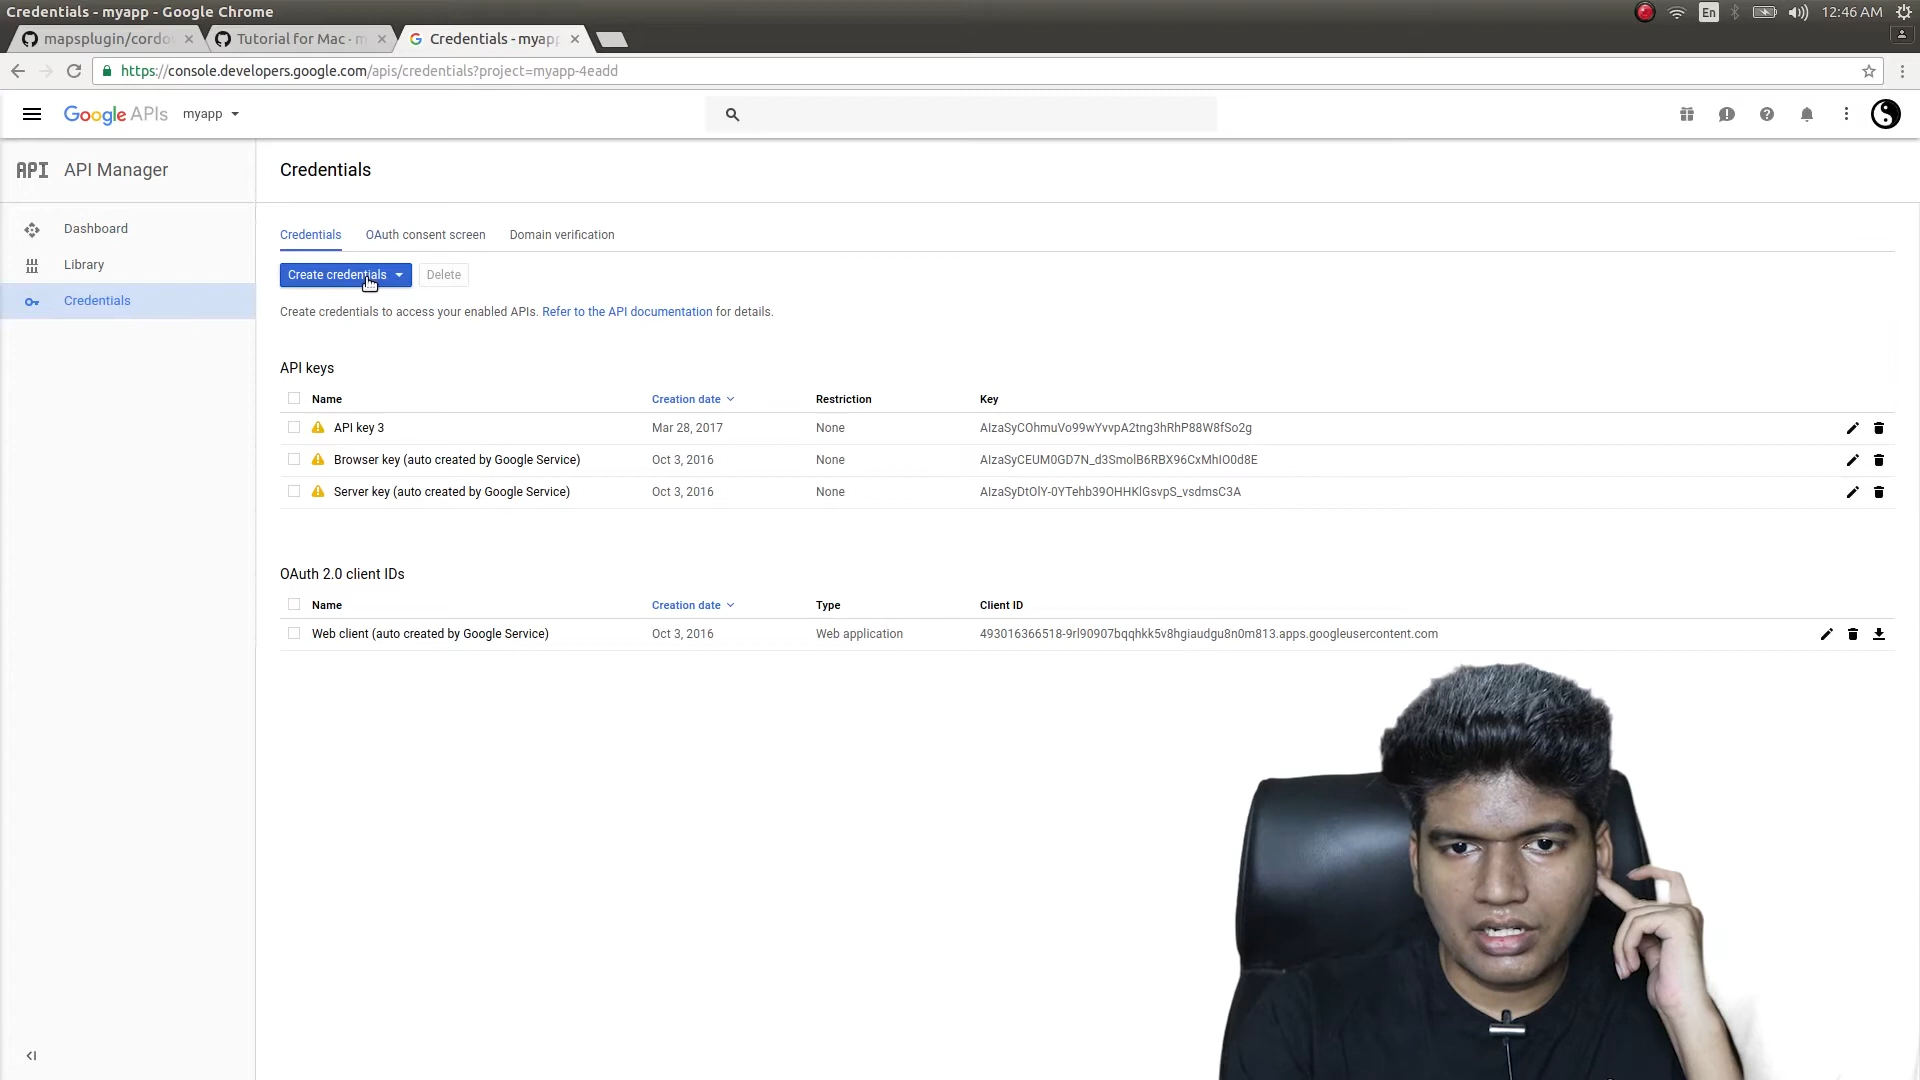 Credentials - myapp - Google Chrome
En
12:46 AM
mapsplugin/cordo
Tutorial for Mac · m
Credentials - myapp
https://console.developers.google.com/apis/credentials?project=myapp-4eadd
Google APIs
myapp
API
API Manager
Credentials
Dashboard
Library
Credentials
Credentials
OAuth consent screen
Domain verification
Create credentials
Delete
Create credentials to access your enabled APIs. Refer to the API documentation for details.
API keys
Name
Creation date
Restriction
Key
API key 3
Mar 28, 2017
None
AIzaSyCOhmuVo99wYvvpA2tng3hRhP88W8fSo2g
Browser key (auto created by Google Service)
Oct 3, 2016
None
AIzaSyCEUM0GD7N_d3SmolB6RBX96CxMhIO0d8E
Server key (auto created by Google Service)
Oct 3, 2016
None
AIzaSyDtOlY-0YTehb39OHHKlGsvpS_vsdmsC3A
OAuth 2.0 client IDs
Name
Creation date
Type
Client ID
Web client (auto created by Google Service)
Oct 3, 2016
Web application
493016366518-9rl90907bqqhkk5v8hgiaudgu8n0m813.apps.googleusercontent.com